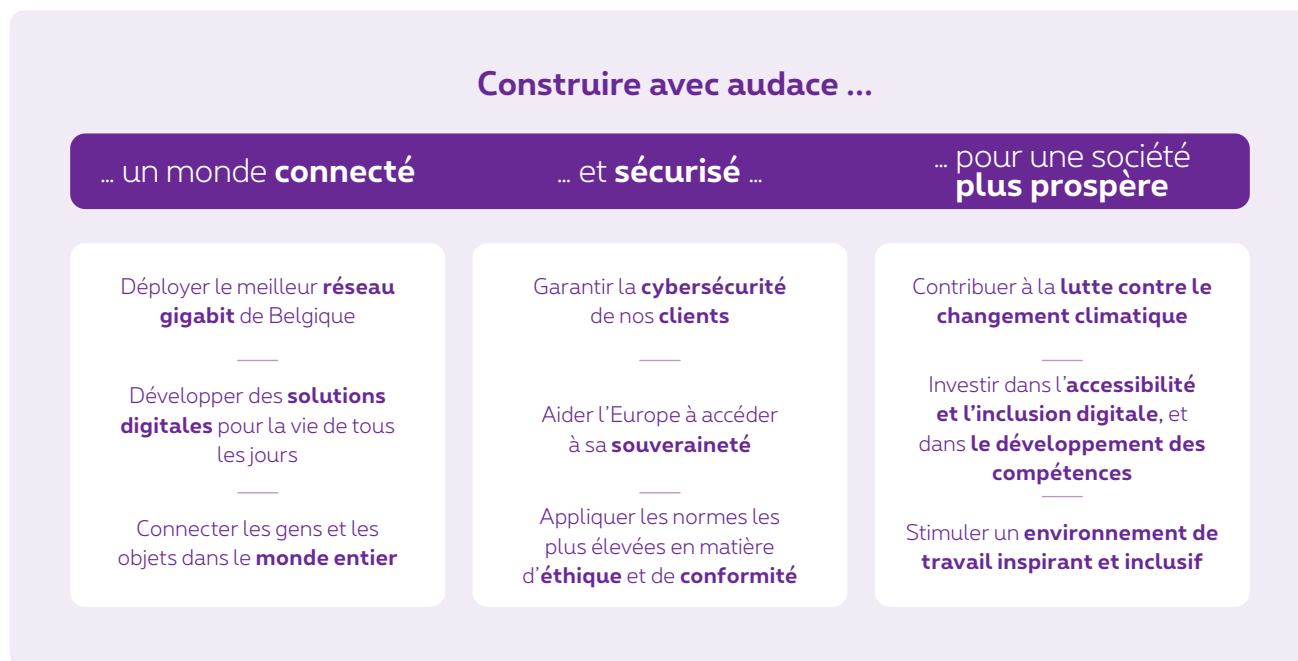 Construire avec audace ...
... un monde connecté
... et sécurisé ...
... pour une société
plus prospère
Déployer le meilleur réseau
gigabit de Belgique
Développer des solutions
digitales pour la vie de tous
les jours
Connecter les gens et les
objets dans le monde entier
Garantir la cybersécurité
de nos clients
Aider l'Europe à accéder
à sa souveraineté
Appliquer les normes les
plus élevées en matière
d'éthique et de conformité
Contribuer à la lutte contre le
changement climatique
Investir dans l'accessibilité
et l'inclusion digitale, et
dans le développement des
compétences
Stimuler un environnement de
travail inspirant et inclusif